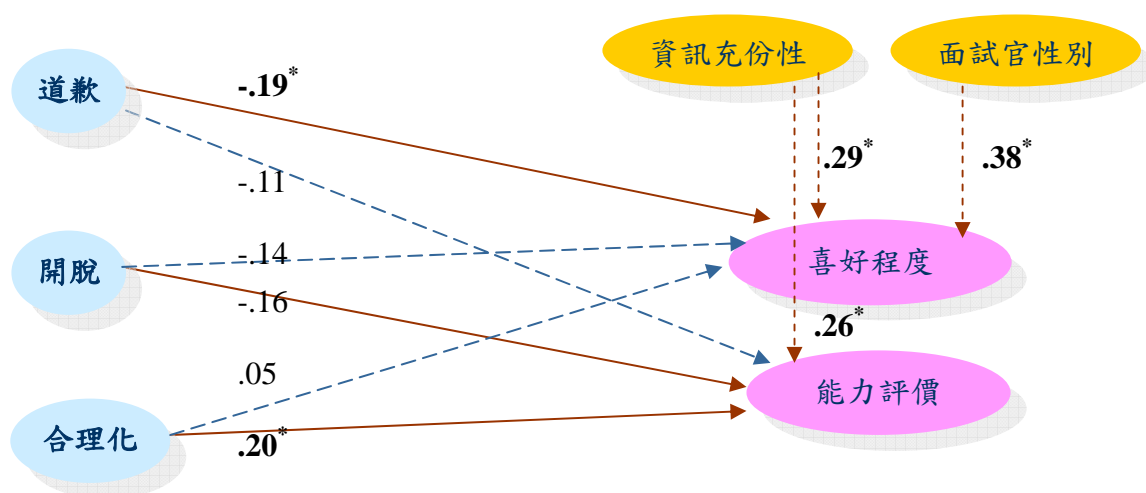 資訊充份性
面試官性別
道歉
-.19*
.29*
.38*
-.11
開脫
-.14
喜好程度
-.16
.26*
.05
能力評價
合理化
.20*